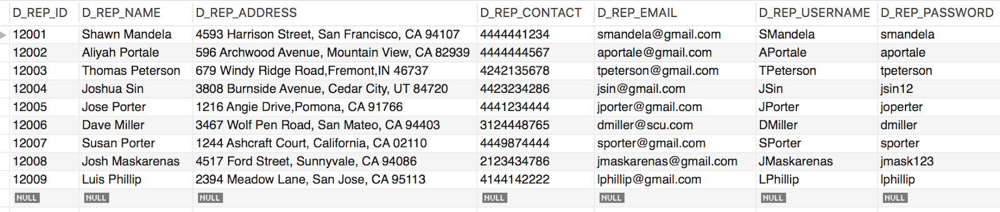 D_REP_ID D_REP_NAME D_REP_ADDRESS D_REP_CONTACT D_REP_EMAIL D_REP_USERNAME D_REP_PASSWORD
12001 Shawn Mandela 4593 Harrison Street, San Francisco, CA 94107 4444441234 smandela@gmail.com SMandela smandela
12002 Aliyah Portale 596 Archwood Avenue, Mountain View, CA 82939 4444444567 aportale@gmail.com APortale aportale
12003 Thomas Peterson 679 Windy Ridge Road,Fremont,IN 46737 4242135678 tpeterson@gmail.com TPeterson tpeterson
12004 Joshua Sin 3808 Burnside Avenue, Cedar City, UT 84720 4423234286 jsin@gmail.com JSin jsin12
12005 Jose Porter 1216 Angie Drive,Pomona, CA 91766 4441234444 jporter@gmail.com JPorter joperter
12006 Dave Miller 3467 Wolf Pen Road, San Mateo, CA 94403 3124448765 dmiller@scu.com DMiller dmiller
12007 Susan Porter 1244 Ashcraft Court, California, CA 02110 4449874444 sporter@gmail.com SPorter sporter
12008 Josh Maskarenas 4517 Ford Street, Sunnyvale, CA 94086 2123434786 jmaskarenas@gmail.com JMaskarenas jmask123
12009 Luis Phillip 2394 Meadow Lane, San Jose, CA 95113 4144142222 lphillip@gmail.com LPhillip lphillip
NULL NULL NULL NULL NULL NULL NULL